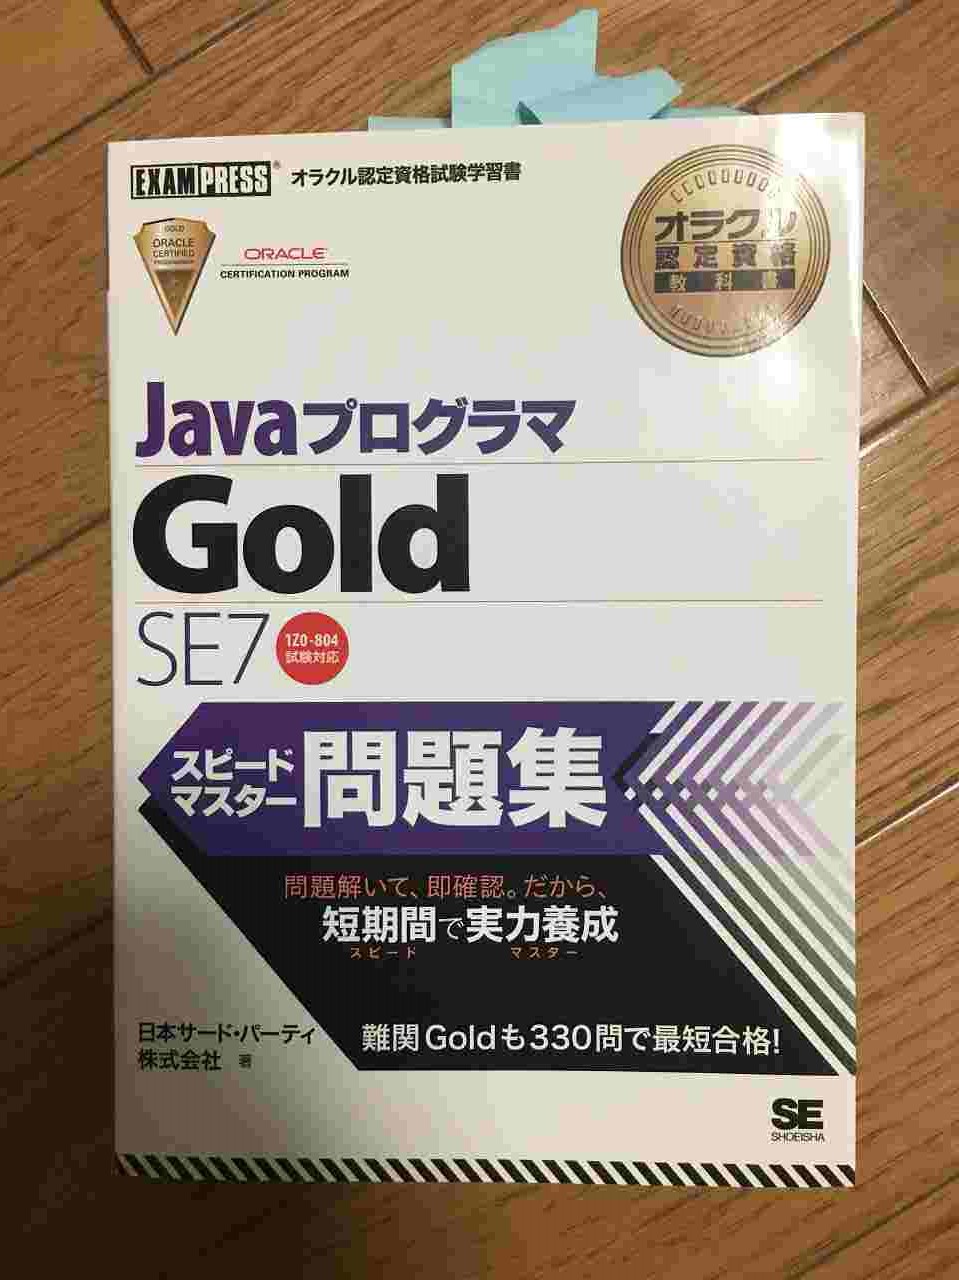 EXAMPRESS® オラクル認定資格試験学習書
GOLD
ORACLE
CERTIFIED
PROGRAMMER
ORACLE®
CERTIFICATION PROGRAM
オラクル
認定資格
教科書
Javaプログラマ
Gold
SE7
1Z0-804
試験対応
スピード
マスター
問題集
問題解いて、即確認。だから、
短期間で実力養成
スピード マスター
日本サード・パーティ
株式会社 著
難関Goldも330問で最短合格!
SE
SHOEISHA